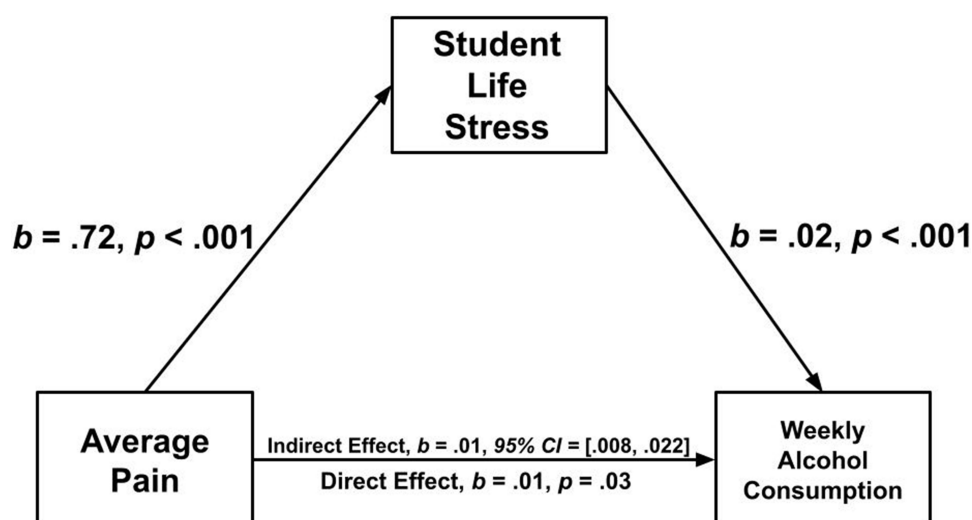 Student
Life
Stress
b = .72, p < .001
b = .02, p < .001
Average
Pain
Indirect Effect, b = .01, 95% CI = [.008, .022]
Direct Effect, b = .01, p = .03
Weekly
Alcohol
Consumption